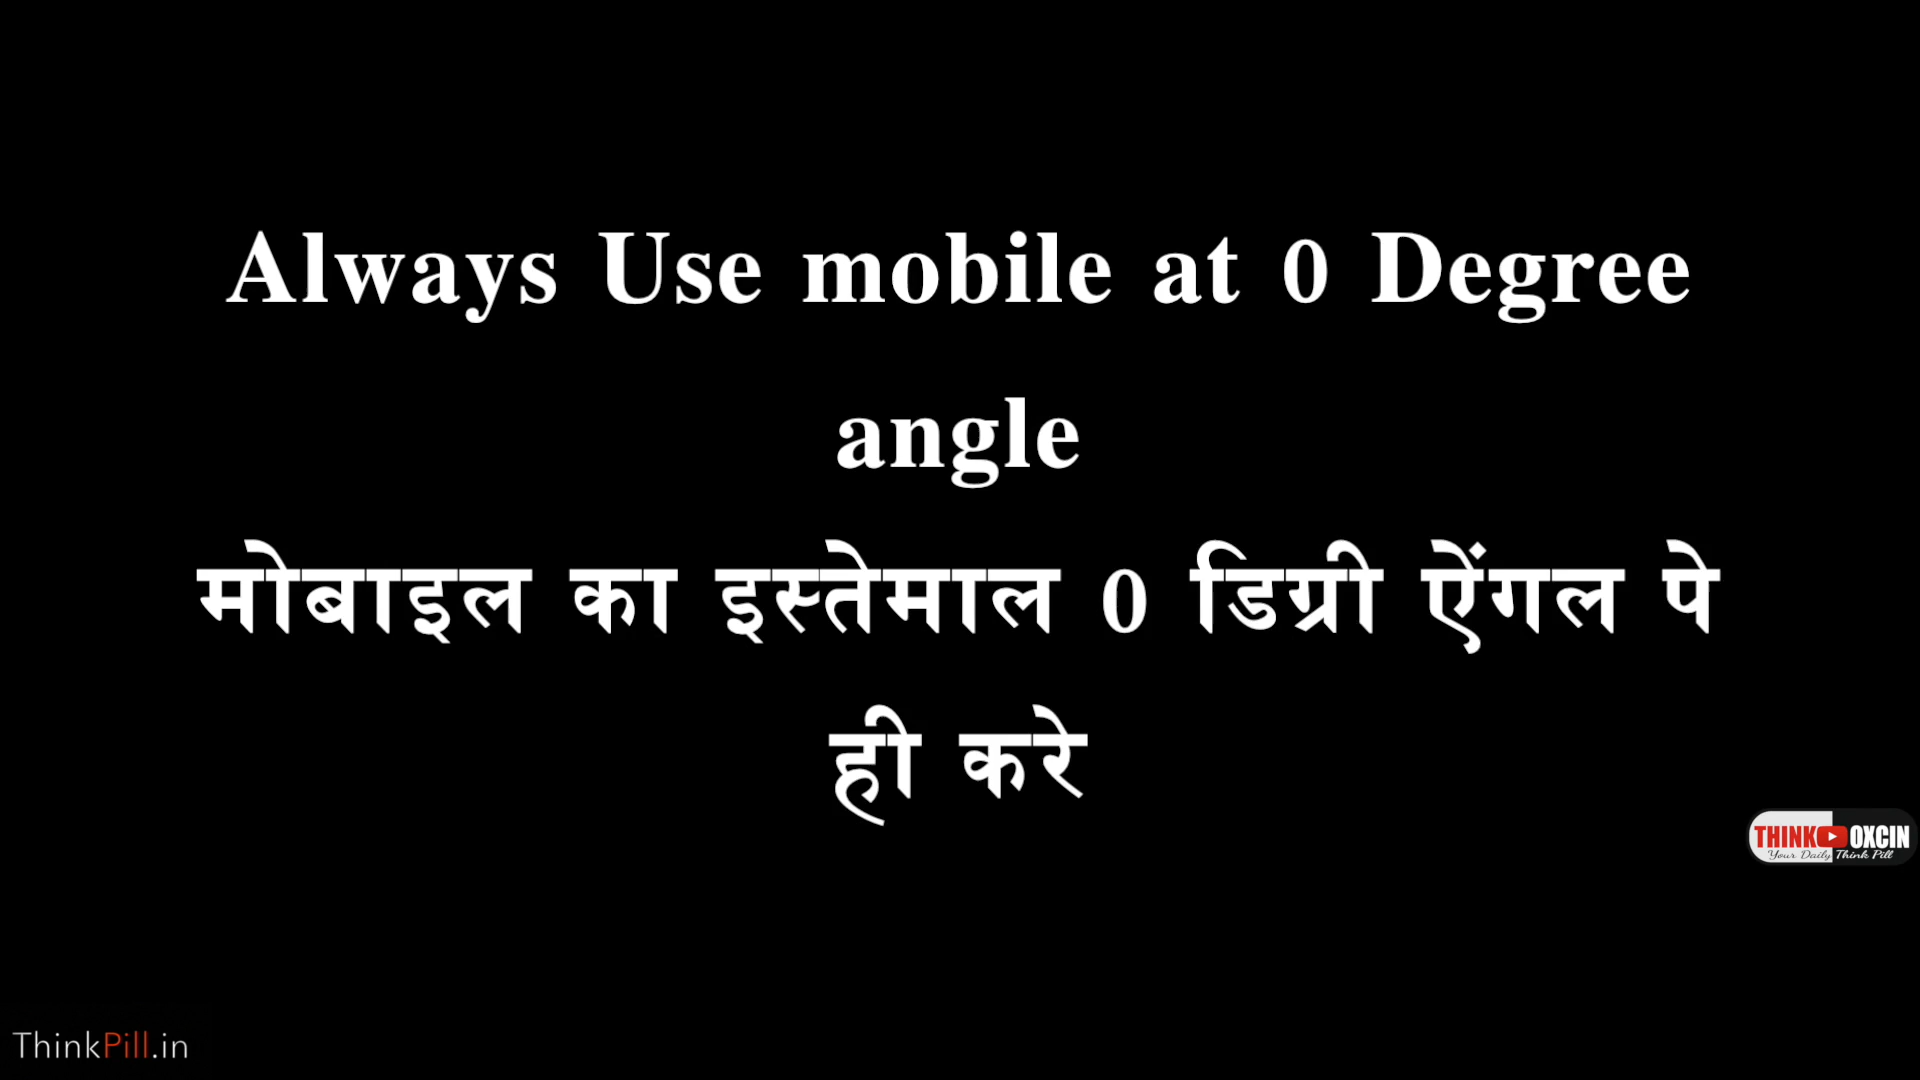 Always Use mobile at 0 Degree
angle
मोबाइल का इस्तेमाल 0 डिग्री ऐंगल पे
ही करे
THINK OXCIN
Your Daily Think Pill
ThinkPill.in